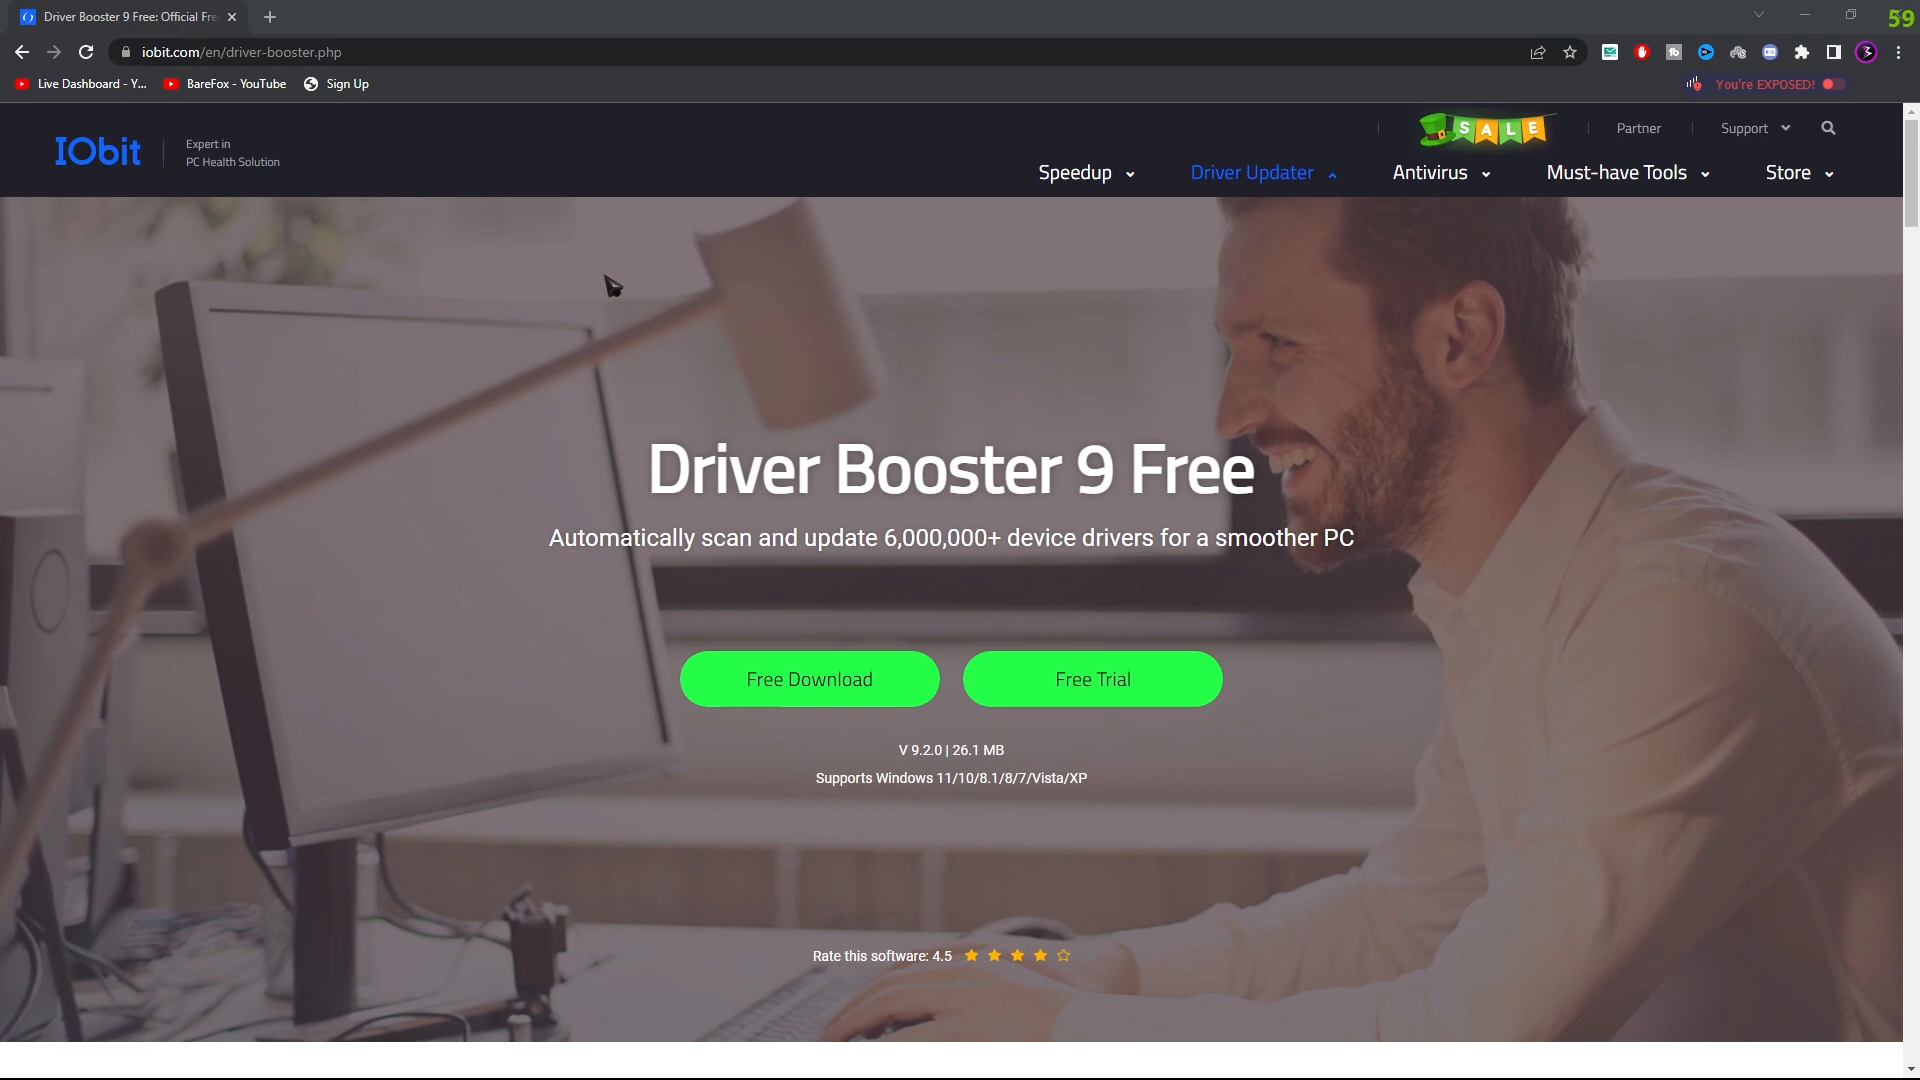 Driver Booster 9 Free: Official Fre
59
iobit.com/en/driver-booster.php
Live Dashboard - Y...
BareFox - YouTube
Sign Up
You're EXPOSED!
IObit
Expert in
PC Health Solution
SALE
Partner
Support
Speedup
Driver Updater
Antivirus
Must-have Tools
Store
Driver Booster 9 Free
Automatically scan and update 6,000,000+ device drivers for a smoother PC
Free Download
Free Trial
V 9.2.0 | 26.1 MB
Supports Windows 11/10/8.1/8/7/Vista/XP
Rate this software: 4.5